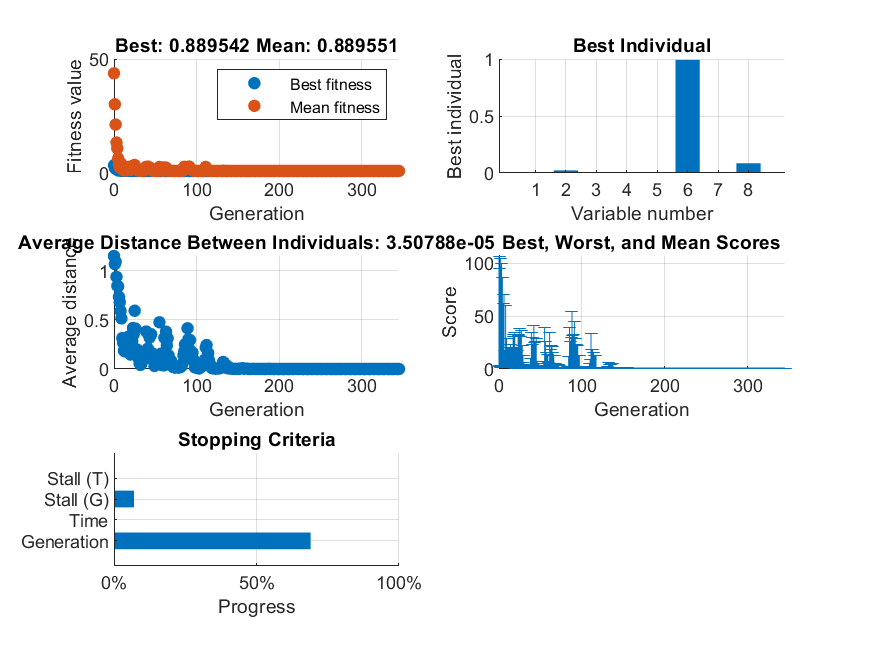 Best: 0.889542 Mean: 0.889551
50
0
Fitness value
Best fitness
Mean fitness
0 100 200 300
Generation
Best Individual
1
0.5
0
Best individual
1 2 3 4 5 6 7 8
Variable number
Average Distance Between Individuals: 3.50788e-05
1
0.5
0
Average distance
0 100 200 300
Generation
Best, Worst, and Mean Scores
100
50
0
Score
0 100 200 300
Generation
Stopping Criteria
Stall (T)
Stall (G)
Time
Generation
0% 50% 100%
Progress